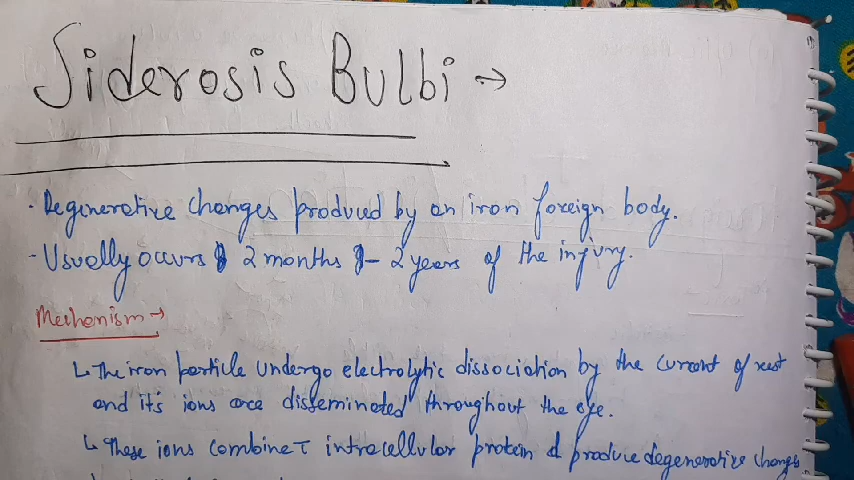 Siderosis Bulbi →
· Degenerative changes produced by an iron foreign body.
· Usually occurs 2 months - 2 years of the injury.
Mechanism →
↳ The iron particle undergo electrolytic dissociation by the current of rest
and its ions are disseminated throughout the eye.
↳ These ions combine c̄ intracellular protein & produce degenerative changes